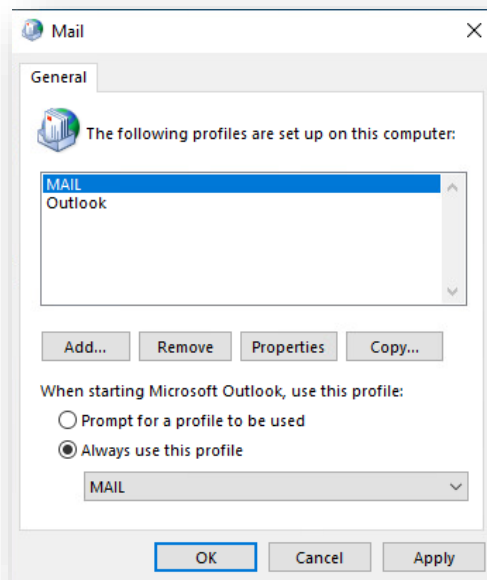 Mail
General
The following profiles are set up on this computer:
MAIL
Outlook
Add... Remove Properties Copy...
When starting Microsoft Outlook, use this profile:
Prompt for a profile to be used
Always use this profile
MAIL
OK Cancel Apply